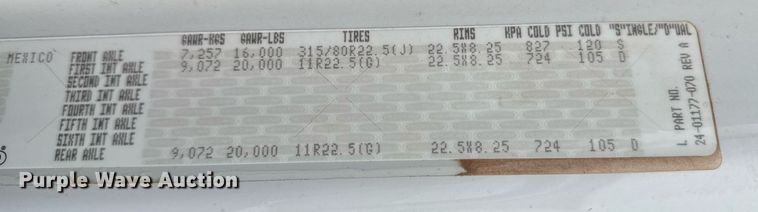 GAWR-KGS GAWR-LBS TIRES RIMS KPA COLD PSI COLD "S"INGLE/"D"UAL
MEXICO FRONT AXLE 7,257 16,000 315/80R22.5(J) 22.5X8.25 827 120 S
FIRST INT AXLE 9,072 20,000 11R22.5(G) 22.5X8.25 724 105 D
SECOND INT AXLE
THIRD INT AXLE
FOURTH INT AXLE
FIFTH INT AXLE
SIXTH INT AXLE
REAR AXLE 9,072 20,000 11R22.5(G) 22.5X8.25 724 105 D
L PART NO.
24-01177-070 REV A
Purple Wave Auction